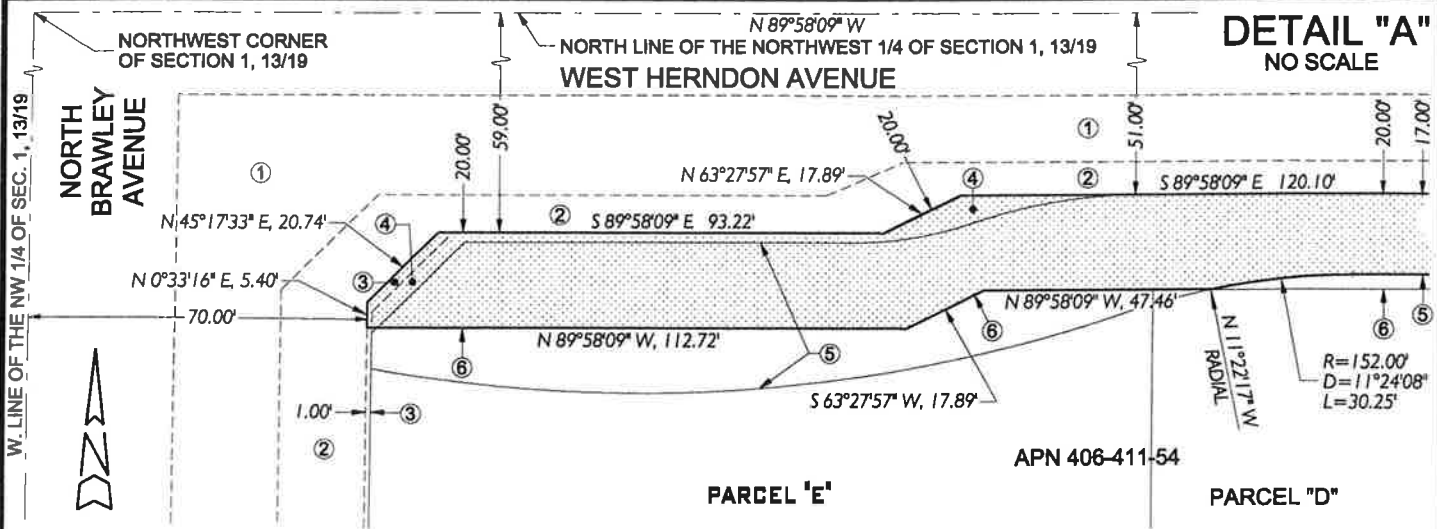 N 89°58'09" W
DETAIL "A"
NO SCALE
NORTHWEST CORNER
OF SECTION 1, 13/19
NORTH LINE OF THE NORTHWEST 1/4 OF SECTION 1, 13/19
WEST HERNDON AVENUE
W. LINE OF THE NW 1/4 OF SEC. 1, 13/19
NORTH
BRAWLEY
AVENUE
①
20.00'
59.00'
20.00'
①
51.00'
20.00'
17.00'
N 63°27'57" E, 17.89'
④
②
S 89°58'09" E 120.10'
N 45°17'33" E, 20.74'
④
②
S 89°58'09" E 93.22'
③
N 0°33'16" E, 5.40'
70.00'
N 89°58'09" W, 112.72'
⑥
⑤
⑥
N 89°58'09" W, 47.46'
⑥
⑤
S 63°27'57" W, 17.89'
N 11°22'17" W
RADIAL
R=152.00'
D=11°24'08"
L=30.25'
1.00'
③
②
N
APN 406-411-54
PARCEL "E"
PARCEL "D"